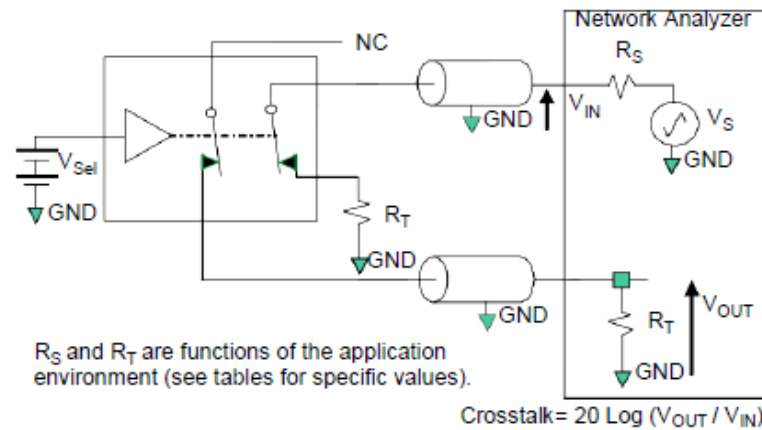 Network Analyzer
NC
R_S
GND
V_IN
V_S
GND
V_Sel
GND
R_T
GND
GND
R_T
V_OUT
GND
R_S and R_T are functions of the application
environment (see tables for specific values).
Crosstalk= 20 Log (V_OUT / V_IN)